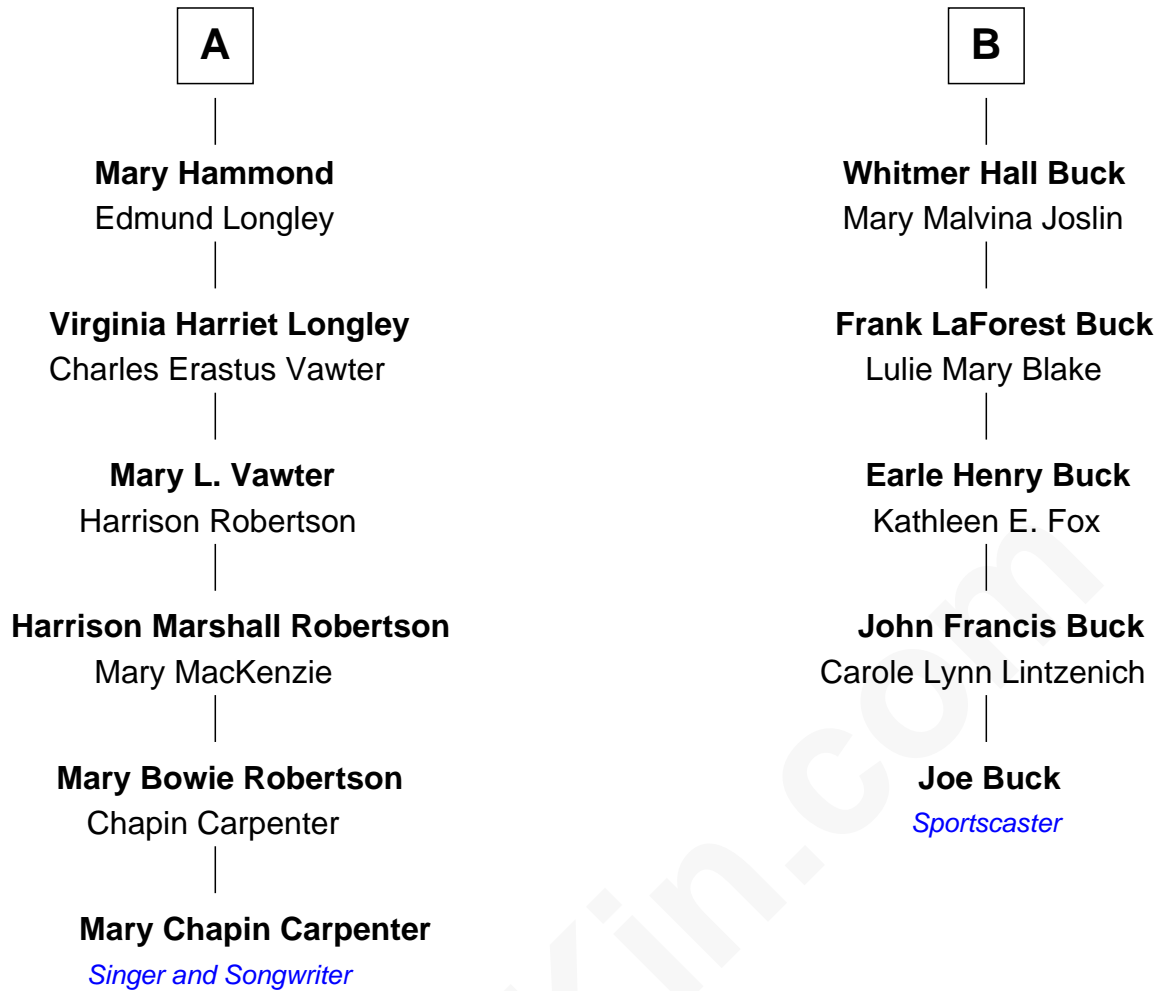 A
Mary Hammond
Edmund Longley
Virginia Harriet Longley
Charles Erastus Vawter
Mary L. Vawter
Harrison Robertson
Harrison Marshall Robertson
Mary MacKenzie
Mary Bowie Robertson
Chapin Carpenter
Mary Chapin Carpenter
Singer and Songwriter
B
Whitmer Hall Buck
Mary Malvina Joslin
Frank LaForest Buck
Lulie Mary Blake
Earle Henry Buck
Kathleen E. Fox
John Francis Buck
Carole Lynn Lintzenich
Joe Buck
Sportscaster